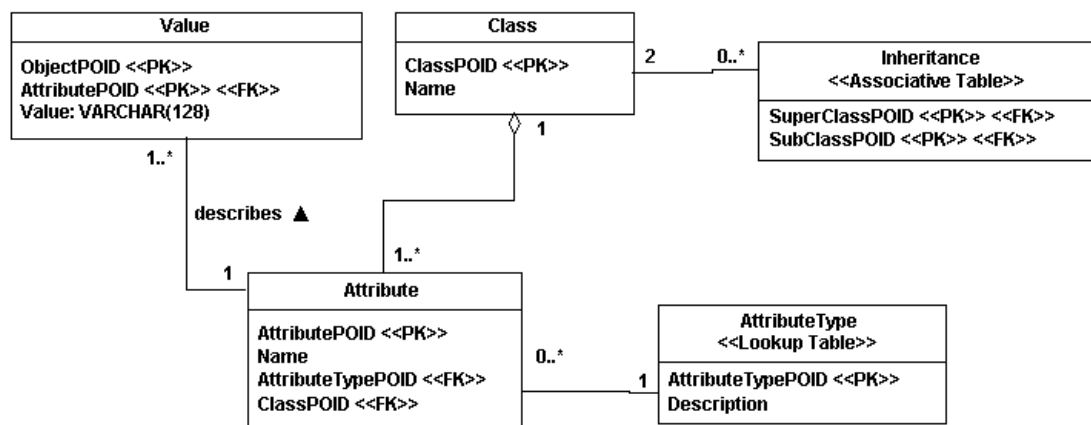 Value
ObjectPOID <<PK>>
AttributePOID <<PK>> <<FK>>
Value: VARCHAR(128)
Class
ClassPOID <<PK>>
Name
2
0..*
Inheritance
<<Associative Table>>
SuperClassPOID <<PK>> <<FK>>
SubClassPOID <<PK>> <<FK>>
1
1..*
describes ▲
1
1..*
Attribute
AttributePOID <<PK>>
Name
AttributeTypePOID <<FK>>
ClassPOID <<FK>>
0..*
1
AttributeType
<<Lookup Table>>
AttributeTypePOID <<PK>>
Description